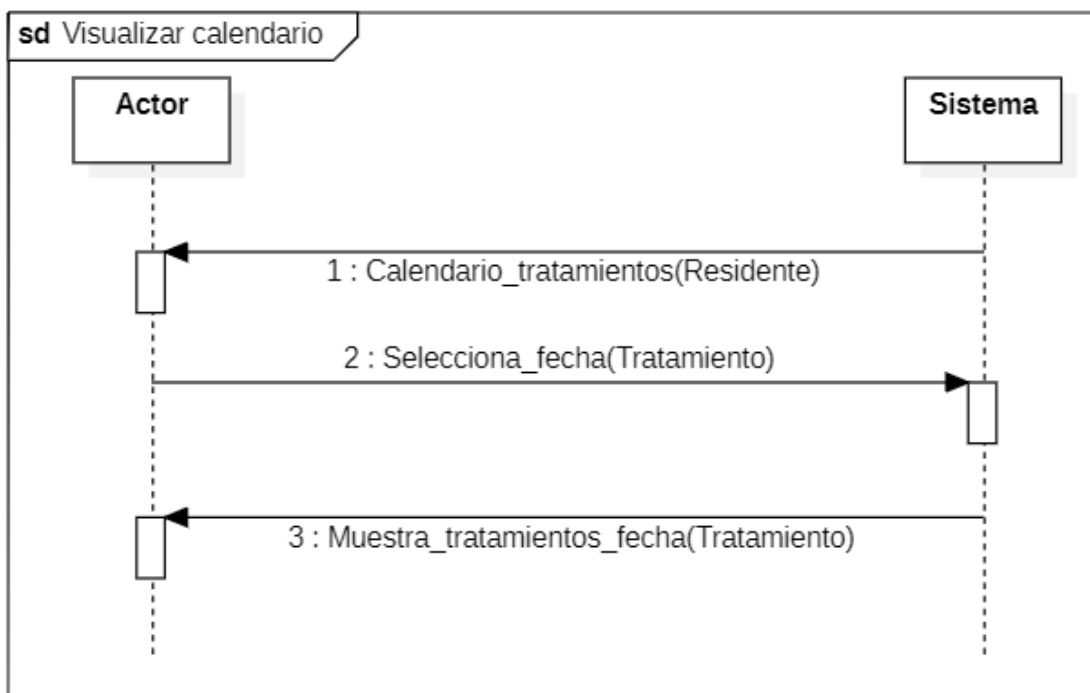 sd Visualizar calendario
Actor
Sistema
1 : Calendario_tratamientos(Residente)
2 : Selecciona_fecha(Tratamiento)
3 : Muestra_tratamientos_fecha(Tratamiento)